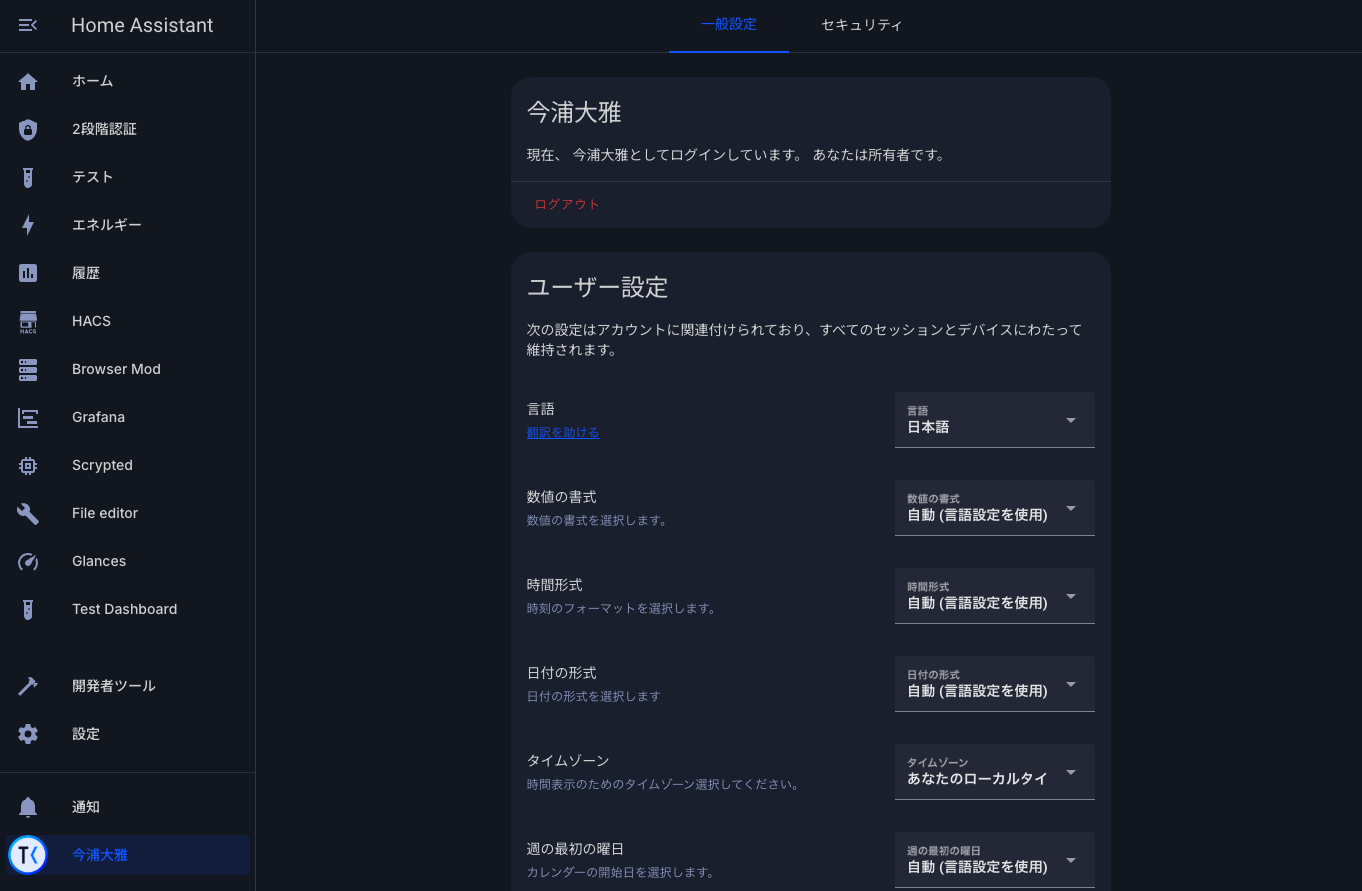 Home Assistant
ホーム
2段階認証
テスト
エネルギー
履歴
HACS
HACS
Browser Mod
Grafana
Scrypted
File editor
Glances
Test Dashboard
開発者ツール
設定
通知
今浦大雅
一般設定
セキュリティ
今浦大雅
現在、 今浦大雅としてログインしています。 あなたは所有者です。
ログアウト
ユーザー設定
次の設定はアカウントに関連付けられており、すべてのセッションとデバイスにわたって
維持されます。
言語
翻訳を助ける
言語
日本語
数値の書式
数値の書式を選択します。
数値の書式
自動 (言語設定を使用)
時間形式
時刻のフォーマットを選択します。
時間形式
自動 (言語設定を使用)
日付の形式
日付の形式を選択します
日付の形式
自動 (言語設定を使用)
タイムゾーン
時間表示のためのタイムゾーン選択してください。
タイムゾーン
あなたのローカルタイ
週の最初の曜日
カレンダーの開始日を選択します。
週の最初の曜日
自動 (言語設定を使用)